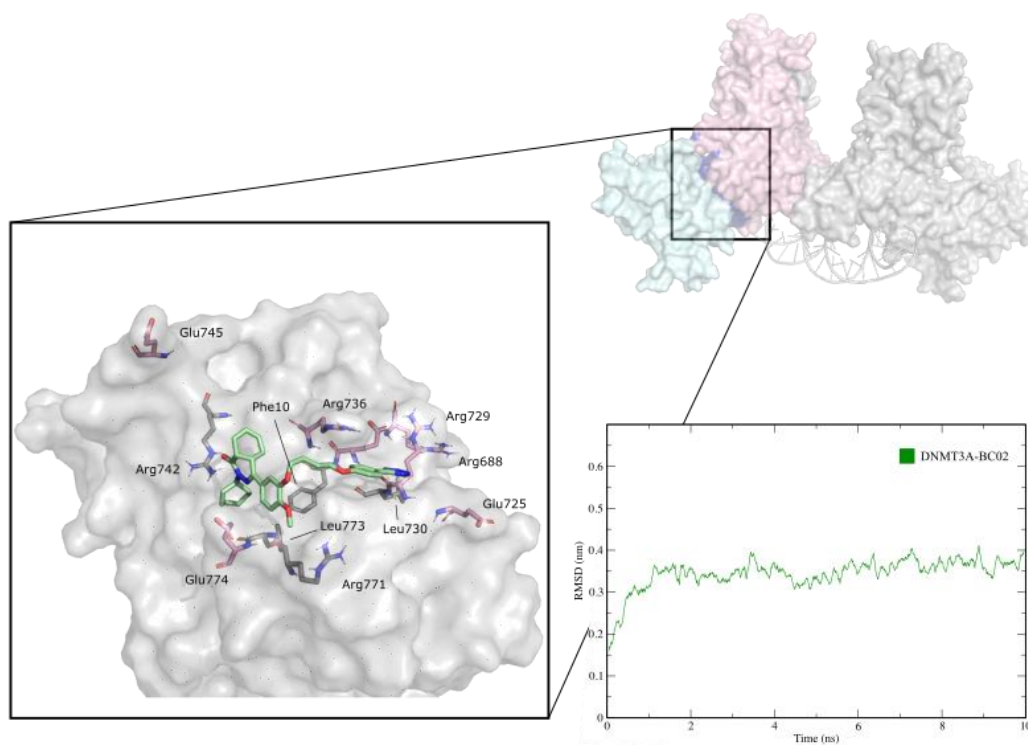 Glu745
Phe10
Arg736
Arg729
Arg742
Arg688
Glu725
Leu773
Leu730
Glu774
Arg771
DNMT3A-BC02
RMSD (nm)
0.6
0.5
0.4
0.3
0.2
0.1
0
0 2 4 6 8 10
Time (ns)